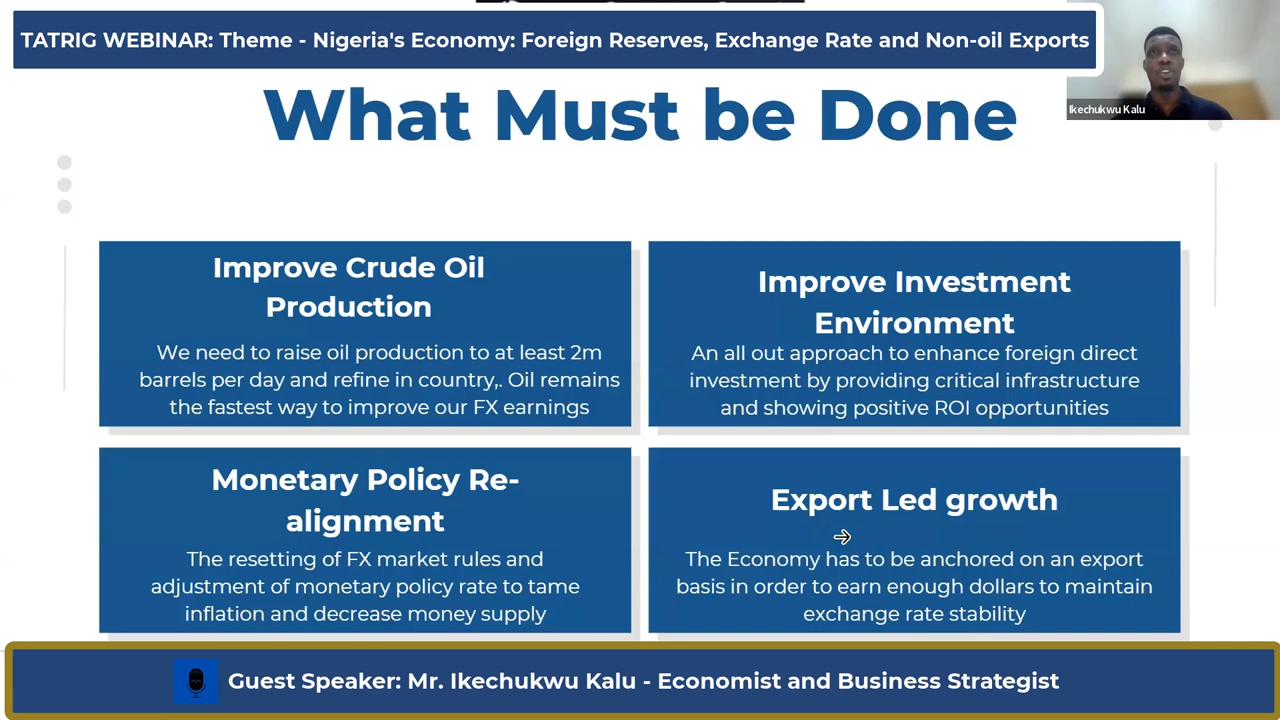 TATRIG WEBINAR: Theme - Nigeria's Economy: Foreign Reserves, Exchange Rate and Non-oil Exports
Ikechukwu Kalu
What Must be Done
Improve Crude Oil
Production
We need to raise oil production to at least 2m
barrels per day and refine in country,. Oil remains
the fastest way to improve our FX earnings
Improve Investment
Environment
An all out approach to enhance foreign direct
investment by providing critical infrastructure
and showing positive ROI opportunities
Monetary Policy Re-
alignment
The resetting of FX market rules and
adjustment of monetary policy rate to tame
inflation and decrease money supply
Export Led growth
The Economy has to be anchored on an export
basis in order to earn enough dollars to maintain
exchange rate stability
Guest Speaker: Mr. Ikechukwu Kalu - Economist and Business Strategist